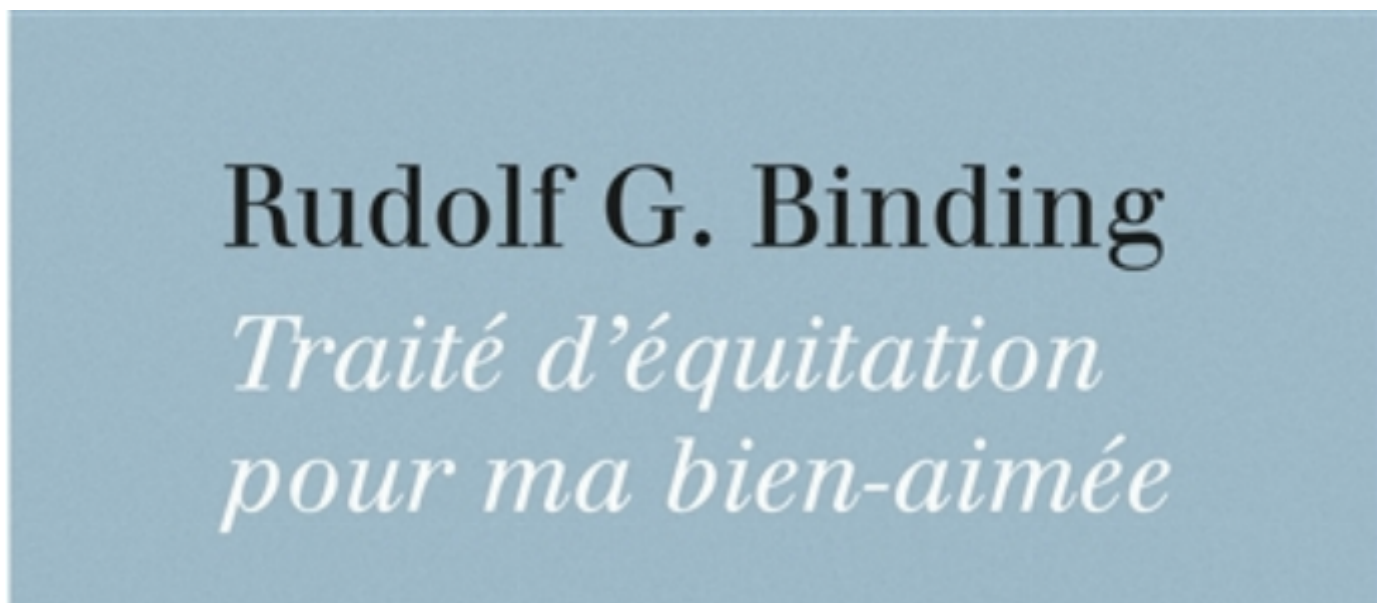 Rudolf G. Binding
Traité d’équitation
pour ma bien-aimée